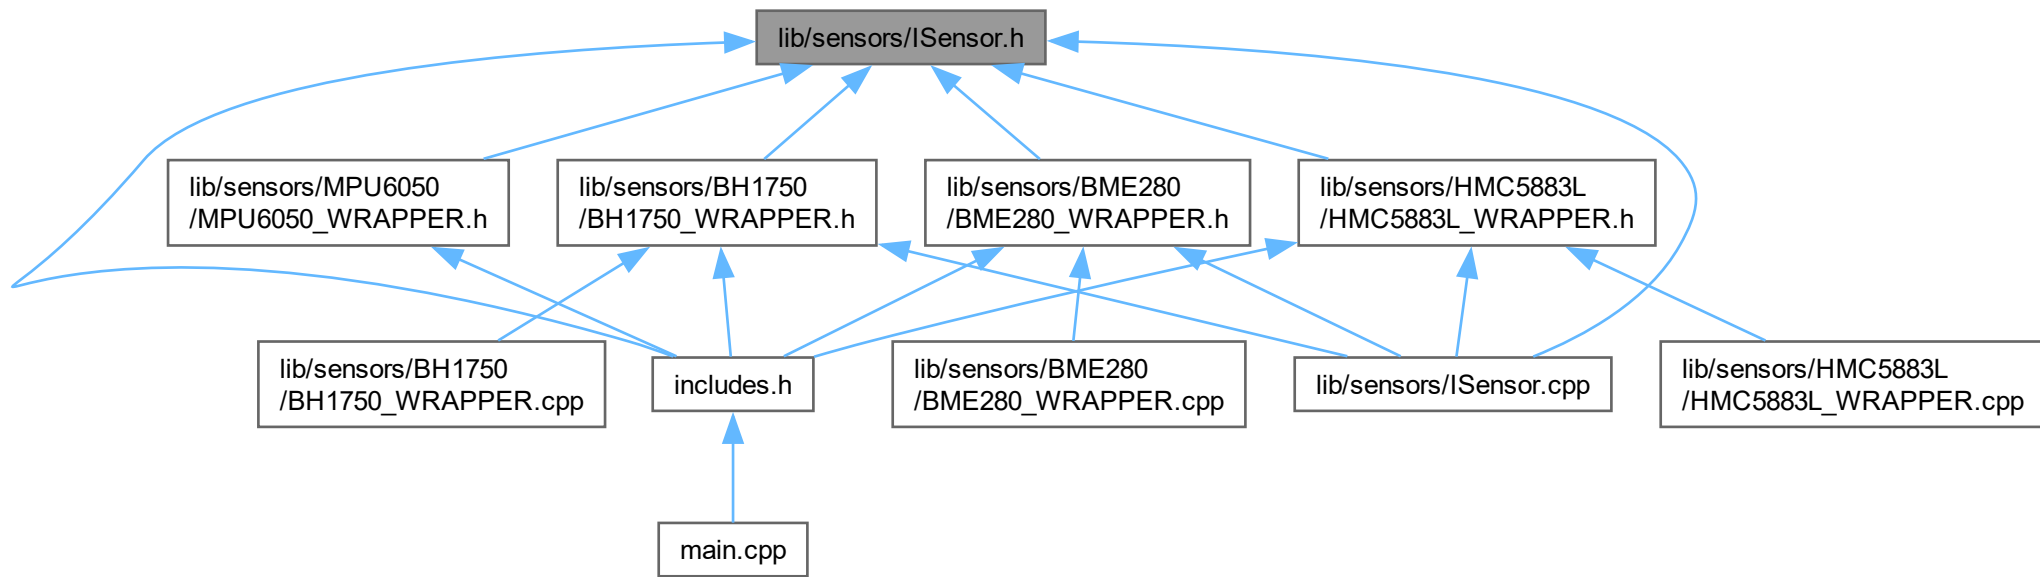 lib/sensors/ISensor.h
lib/sensors/MPU6050
/MPU6050_WRAPPER.h
lib/sensors/BH1750
/BH1750_WRAPPER.h
lib/sensors/BME280
/BME280_WRAPPER.h
lib/sensors/HMC5883L
/HMC5883L_WRAPPER.h
lib/sensors/BH1750
/BH1750_WRAPPER.cpp
includes.h
lib/sensors/BME280
/BME280_WRAPPER.cpp
lib/sensors/ISensor.cpp
lib/sensors/HMC5883L
/HMC5883L_WRAPPER.cpp
main.cpp